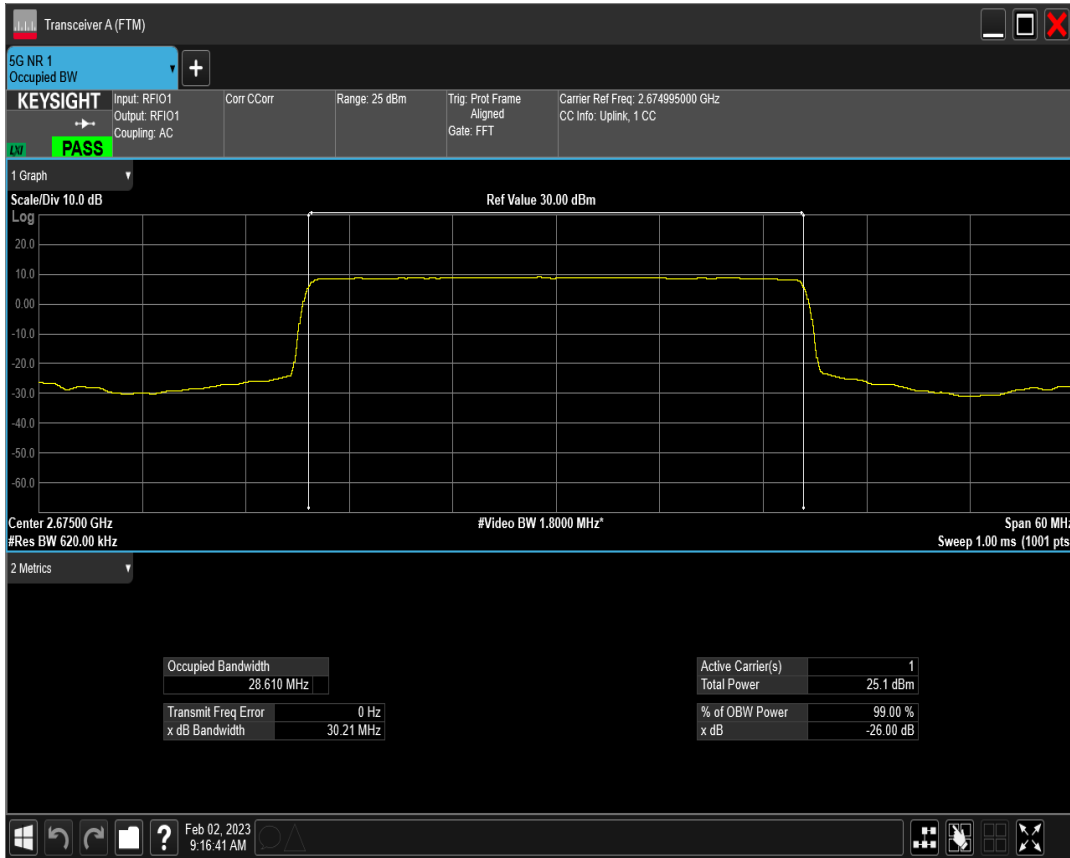 Transceiver A (FTM)
5G NR 1
Occupied BW
+
KEYSIGHT
Input: RFIO1
Output: RFIO1
Coupling: AC
Corr CCorr
Range: 25 dBm
Trig: Prot Frame
Aligned
Gate: FFT
Carrier Ref Freq: 2.674995000 GHz
CC Info: Uplink, 1 CC
LXI
PASS
1 Graph
Scale/Div 10.0 dB
Ref Value 30.00 dBm
Log
20.0
10.0
0.00
-10.0
-20.0
-30.0
-40.0
-50.0
-60.0
Center 2.67500 GHz
#Video BW 1.8000 MHz*
Span 60 MHz
#Res BW 620.00 kHz
Sweep 1.00 ms (1001 pts
2 Metrics
Occupied Bandwidth
28.610 MHz
Transmit Freq Error 0 Hz
x dB Bandwidth 30.21 MHz
Active Carrier(s) 1
Total Power 25.1 dBm
% of OBW Power 99.00 %
x dB -26.00 dB
?
Feb 02, 2023
9:16:41 AM